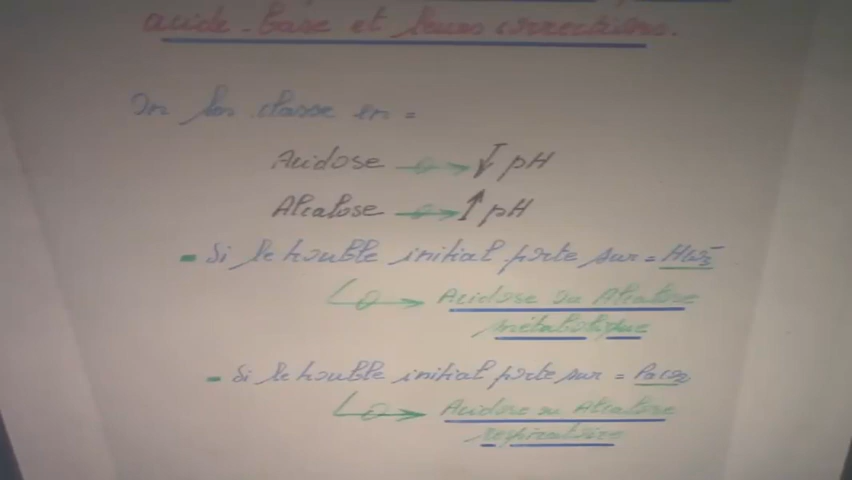 acide-base et leurs corrections.
On les classe en =
Acidose → ↓ pH
Alcalose → ↑ pH
- Si le trouble initial porte sur = HCO3-
↳ Acidose ou Alcalose
métabolique
- Si le trouble initial porte sur = PaCO2
↳ Acidose ou Alcalose
respiratoire